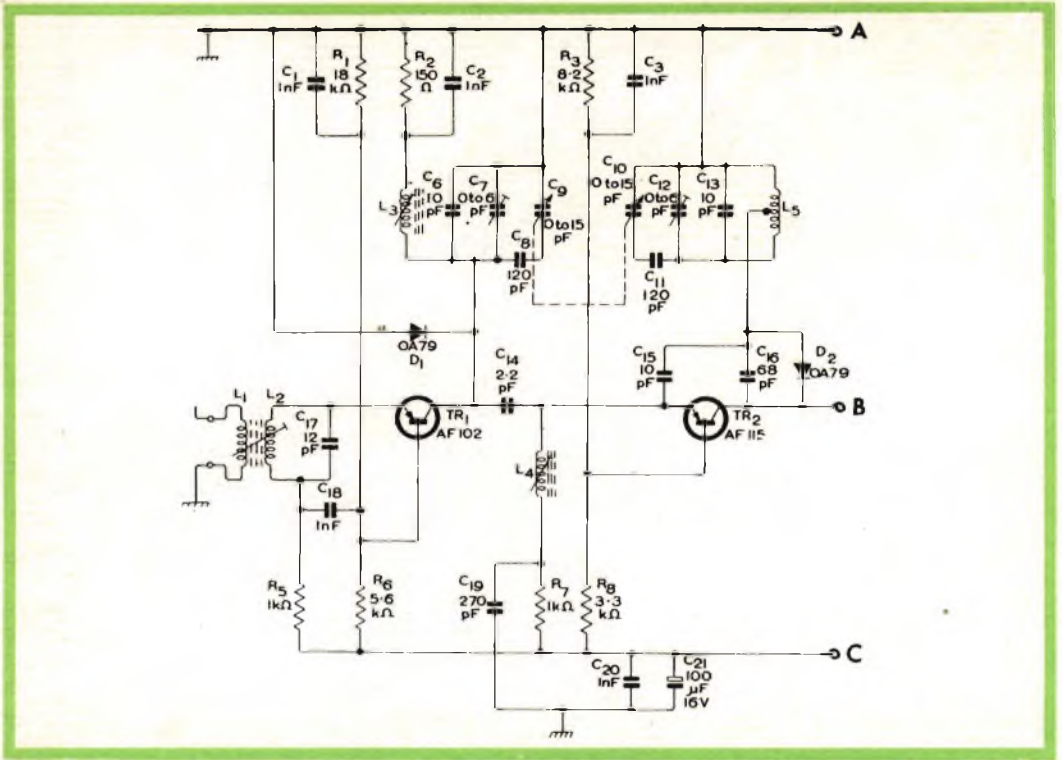 A
C₁
1nF
R₁
18
kΩ
R₂
150
Ω
C₂
1nF
R₃
8·2
kΩ
C₃
1nF
L₃
C₆
10
pF
C₇
0to6
pF
C₉
0to15
pF
C₈
120
pF
C₁₀
0to15
pF
C₁₂
0to6
pF
C₁₃
10
pF
L₅
C₁₁
120
pF
OA79
D₁
C₁₄
2·2
pF
C₁₅
10
pF
C₁₆
68
pF
D₂
OA79
B
L₁
L₂
C₁₇
12
pF
TR₁
AF102
TR₂
AF115
L₄
C₁₈
1nF
R₅
1kΩ
R₆
5·6
kΩ
C₁₉
270
pF
R₇
1kΩ
R₈
3·3
kΩ
C
C₂₀
1nF
C₂₁
100
μF
16V